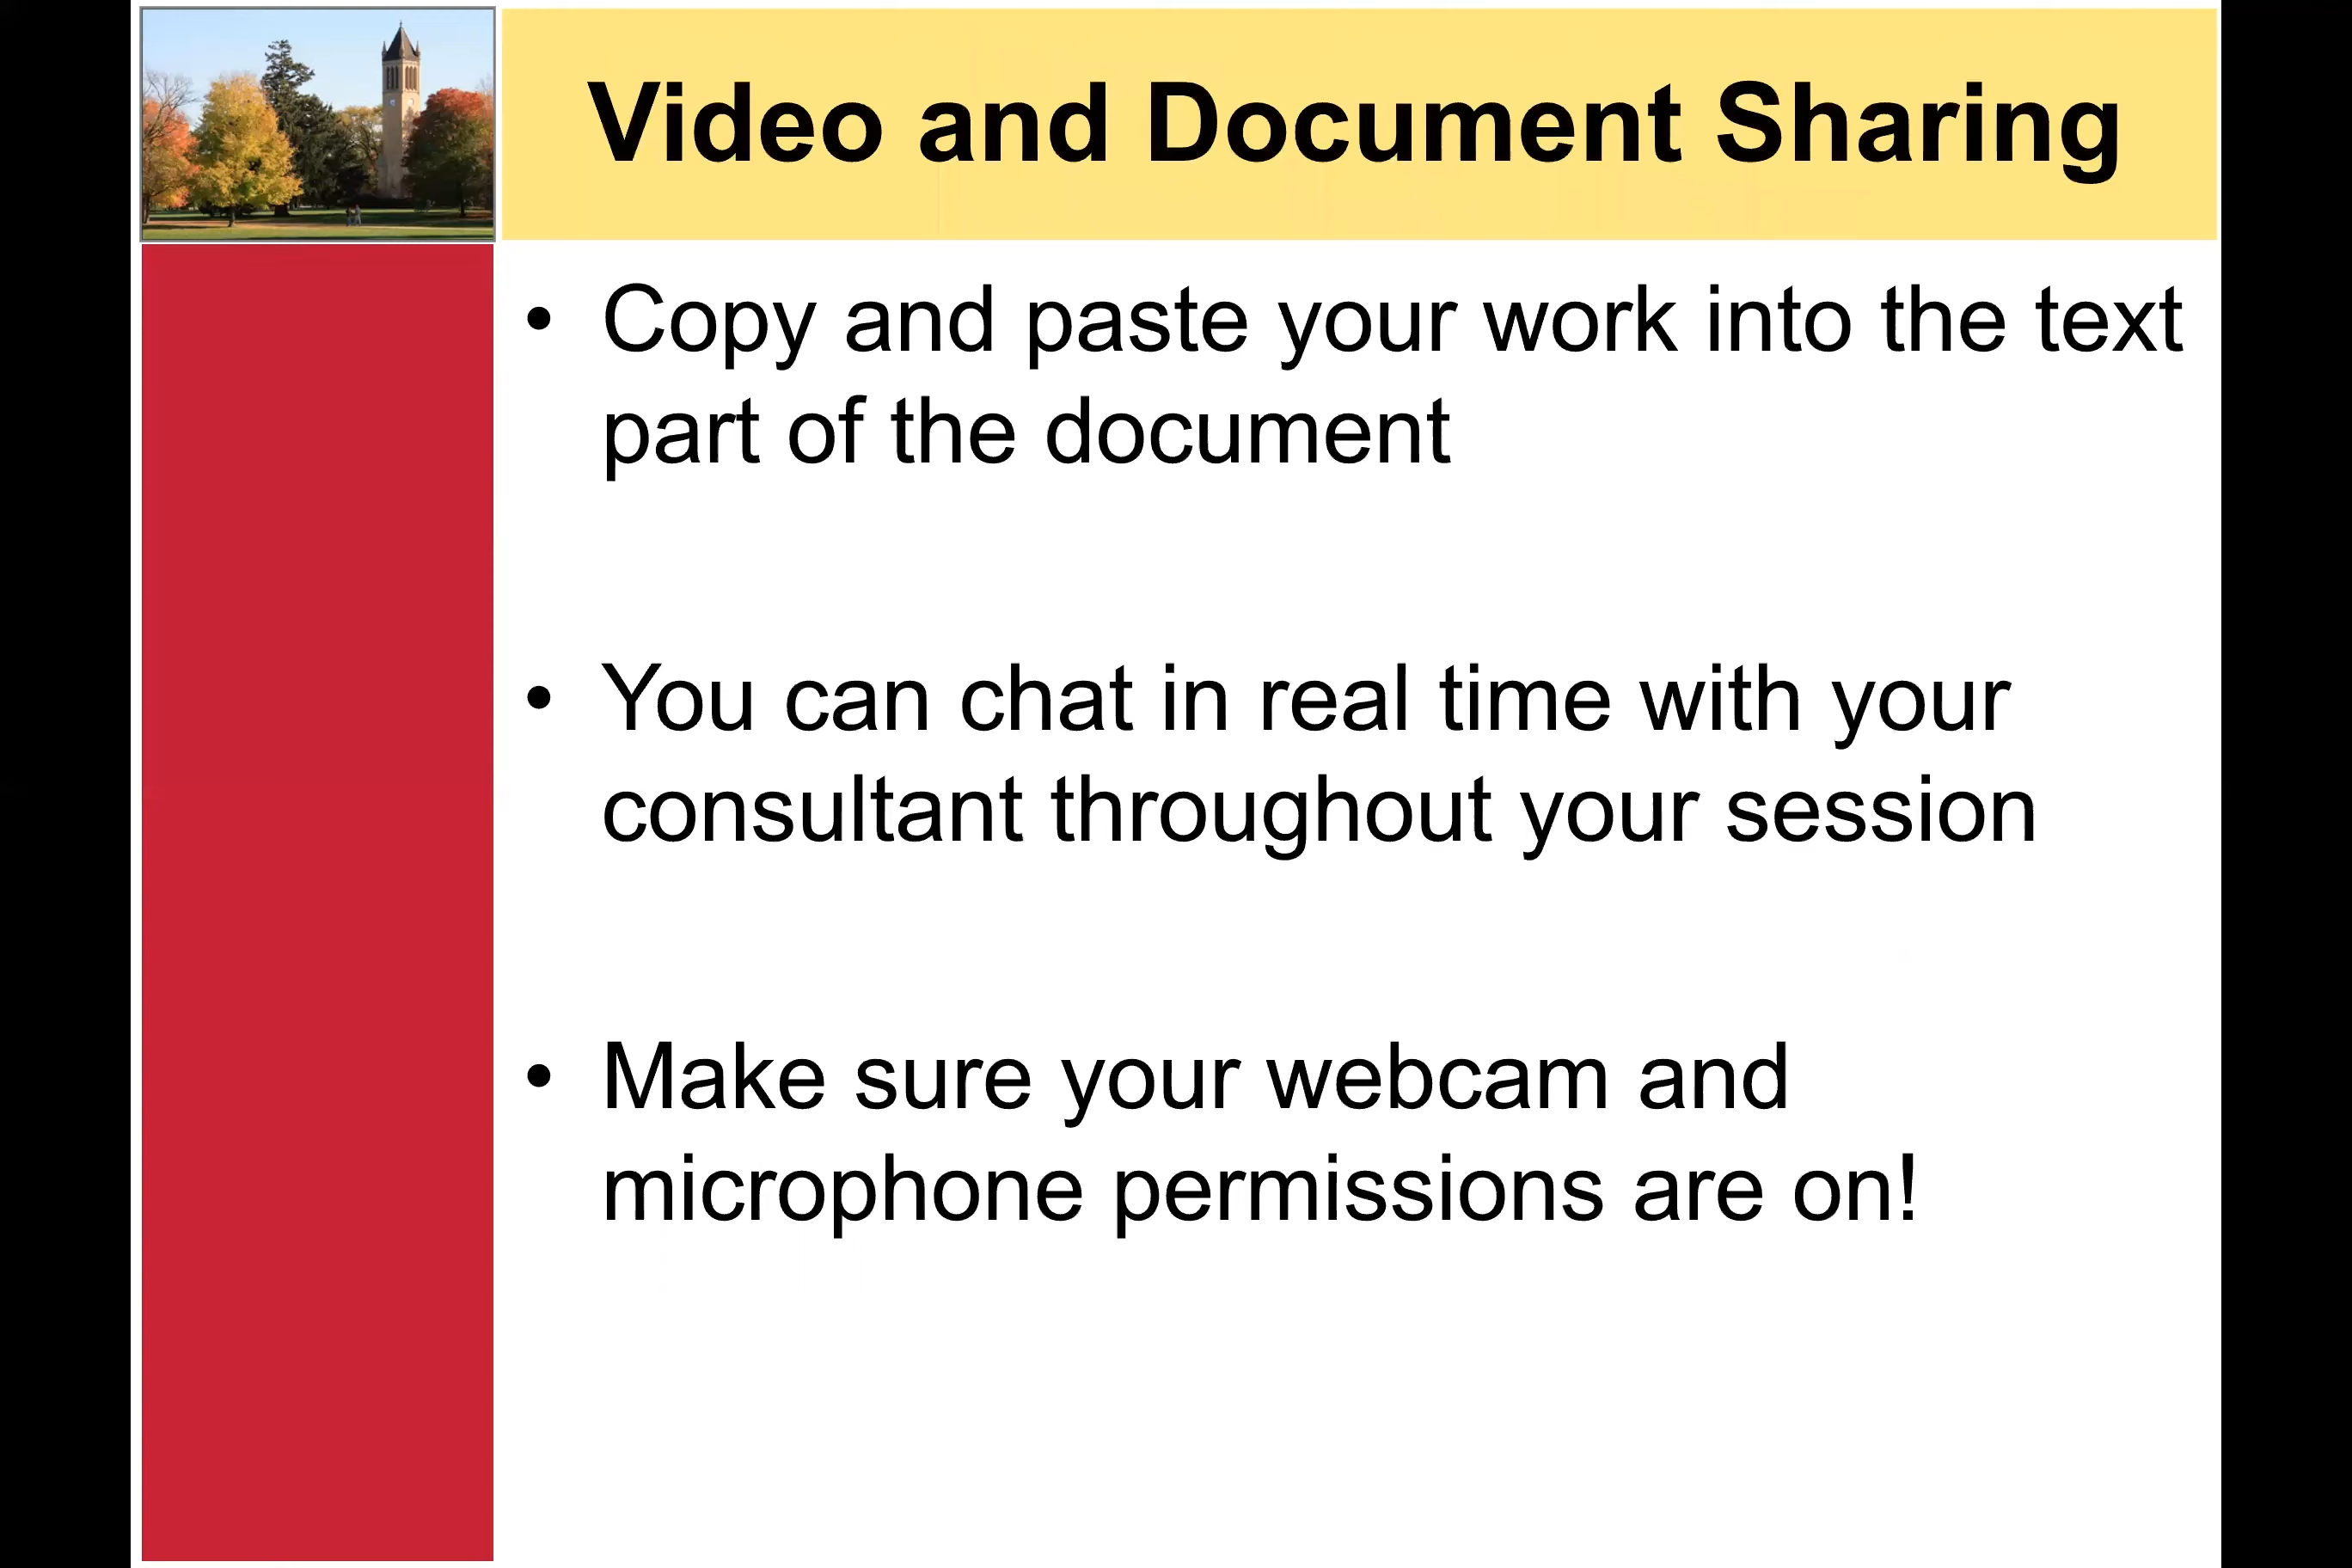 Video and Document Sharing
• Copy and paste your work into the text
part of the document
• You can chat in real time with your
consultant throughout your session
• Make sure your webcam and
microphone permissions are on!